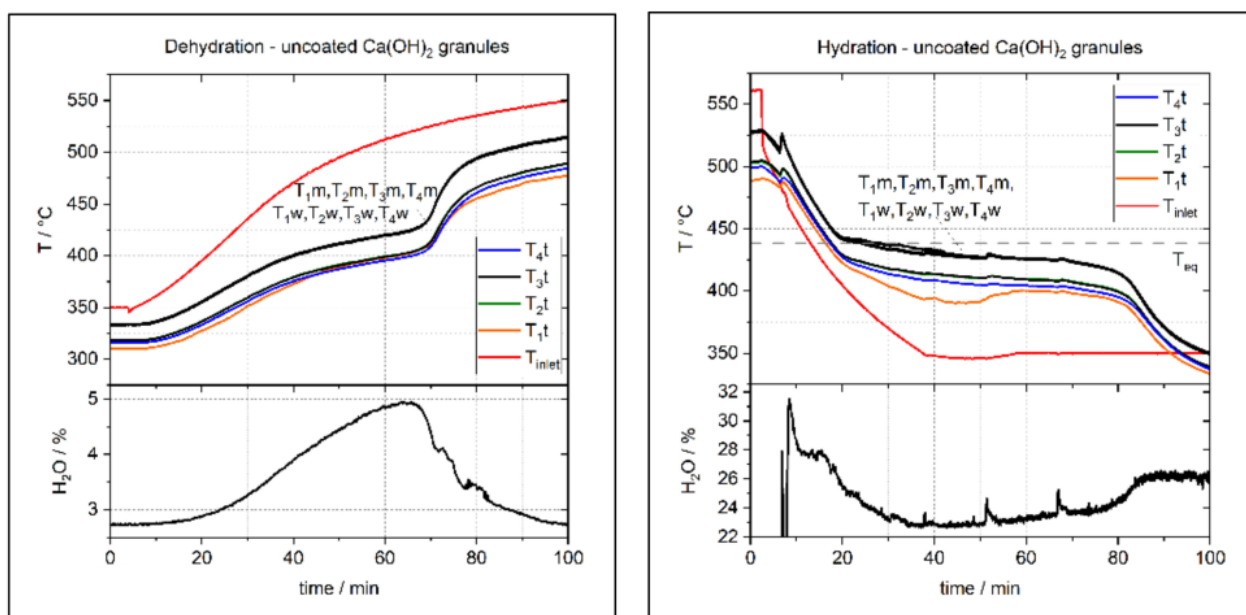 Dehydration - uncoated Ca(OH)₂ granules
550
500
450
400
350
300
T / °C
T₁m,T₂m,T₃m,T₄m
T₁w,T₂w,T₃w,T₄w
T₄t
T₃t
T₂t
T₁t
T_inlet
5
4
3
H₂O / %
0 20 40 60 80 100
time / min
Hydration - uncoated Ca(OH)₂ granules
550
500
450
400
350
T / °C
T₄t
T₃t
T₂t
T₁t
T_inlet
T₁m,T₂m,T₃m,T₄m,
T₁w,T₂w,T₃w,T₄w
T_eq
32
30
28
26
24
22
H₂O / %
0 20 40 60 80 100
time / min